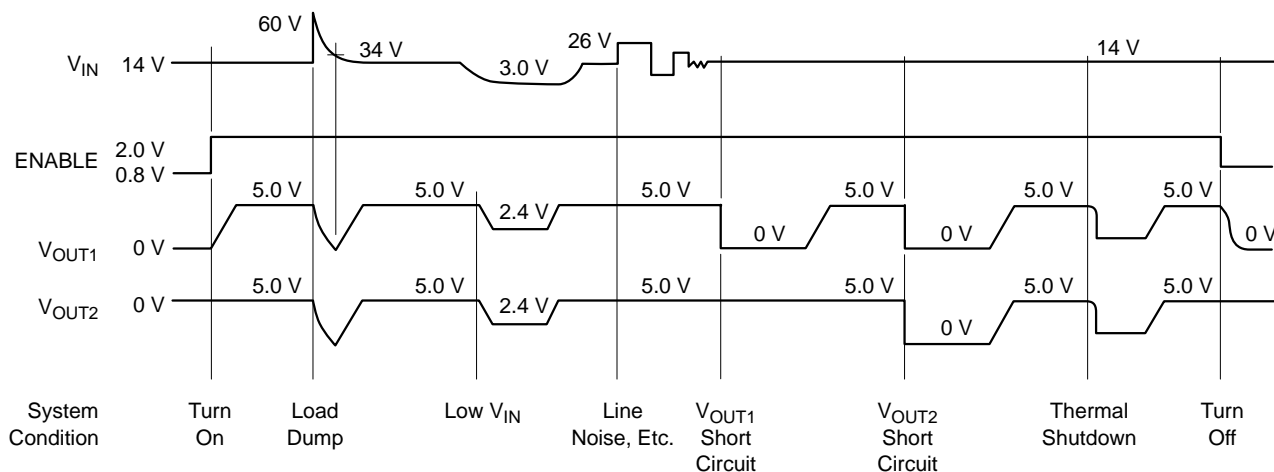 60 V
34 V
26 V
14 V
V_IN 14 V
3.0 V
ENABLE
2.0 V
0.8 V
5.0 V 5.0 V 2.4 V 5.0 V 5.0 V 5.0 V 5.0 V
V_OUT1 0 V 0 V 0 V 0 V
V_OUT2 0 V 5.0 V 5.0 V 2.4 V 5.0 V 5.0 V 5.0 V 5.0 V
0 V
System Condition
Turn On
Load Dump
Low V_IN
Line Noise, Etc.
V_OUT1 Short Circuit
V_OUT2 Short Circuit
Thermal Shutdown
Turn Off